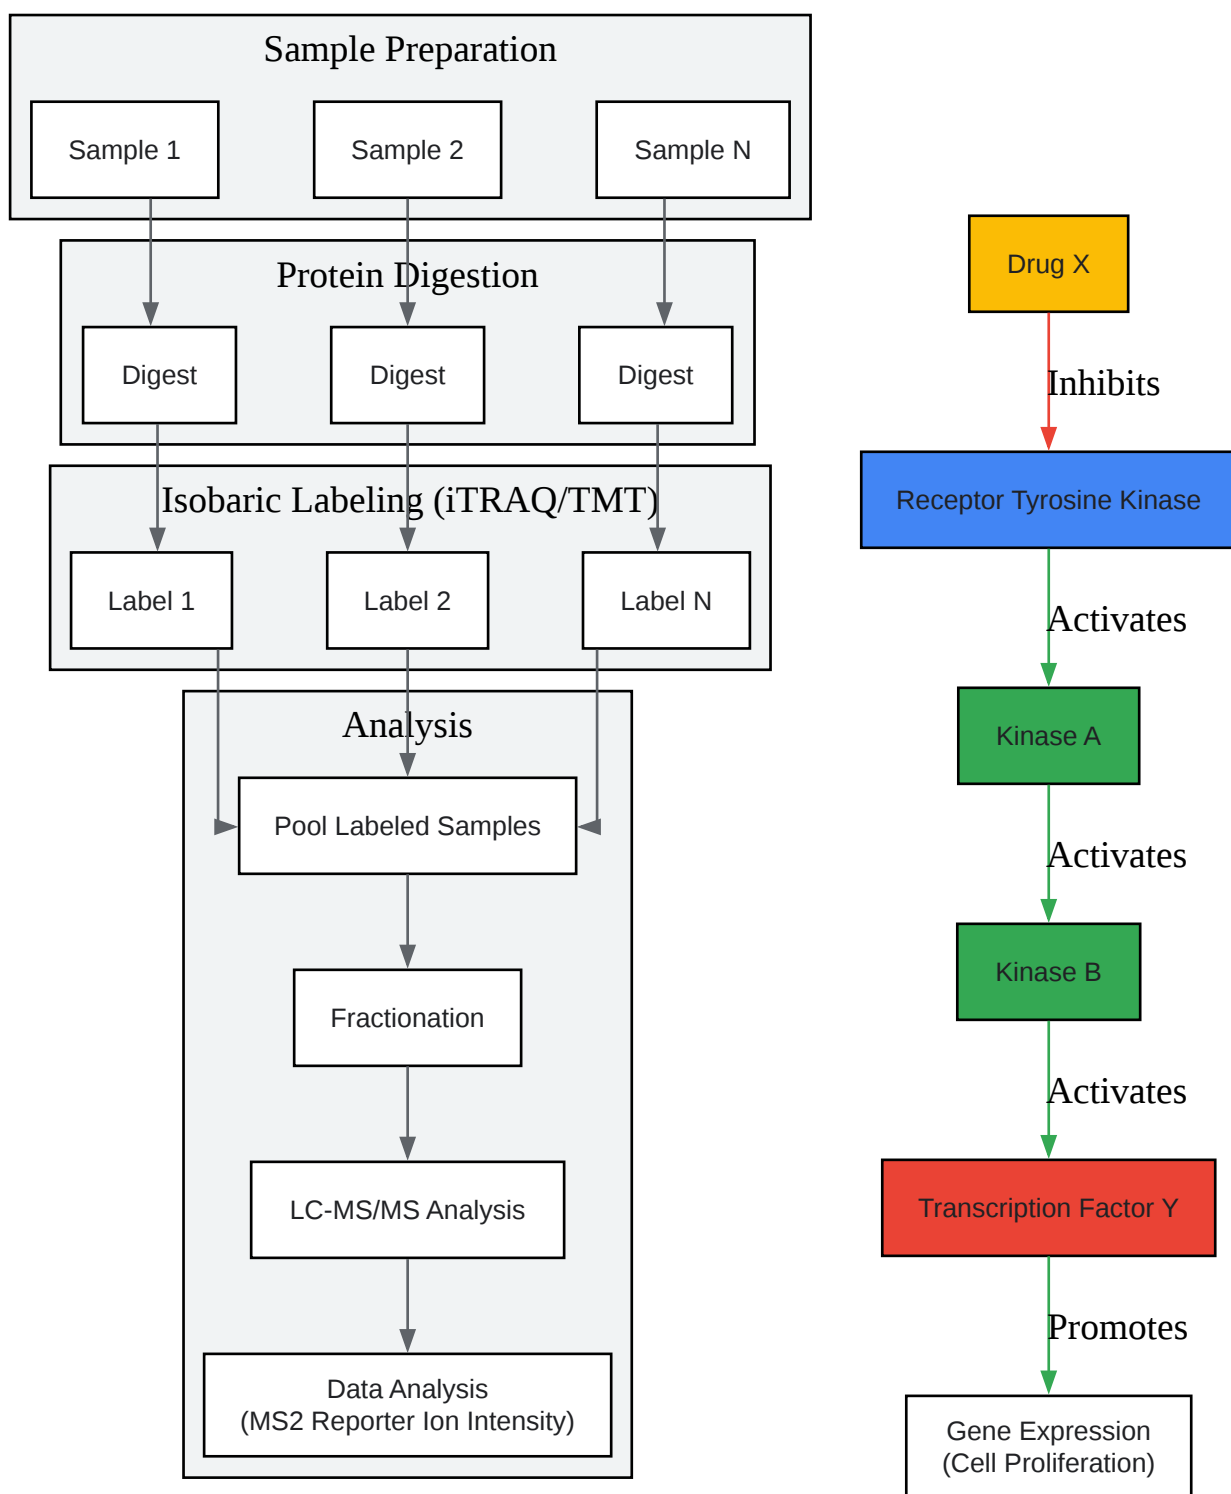 Sample Preparation
Sample 1
Sample 2
Sample N
Protein Digestion
Digest
Digest
Digest
Isobaric Labeling (iTRAQ/TMT)
Label 1
Label 2
Label N
Analysis
Pool Labeled Samples
Fractionation
LC-MS/MS Analysis
Data Analysis
(MS2 Reporter Ion Intensity)
Drug X
Inhibits
Receptor Tyrosine Kinase
Activates
Kinase A
Activates
Kinase B
Activates
Transcription Factor Y
Promotes
Gene Expression
(Cell Proliferation)